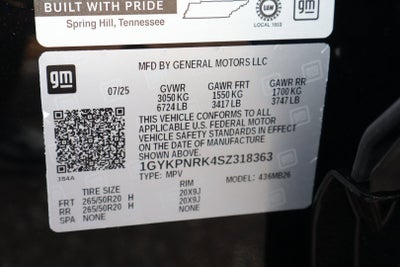 BUILT WITH PRIDE
Spring Hill, Tennessee
LOCAL 1853
gm
gm
MFD BY GENERAL MOTORS LLC
07/25 GVWR GAWR FRT GAWR RR
3050 KG 1550 KG 1700 KG
6724 LB 3417 LB 3747 LB
THIS VEHICLE CONFORMS TO ALL
APPLICABLE U.S. FEDERAL MOTOR
VEHICLE SAFETY STANDARDS IN EFFECT
ON THE DATE OF MANUFACTURE
SHOWN ABOVE.
1GYKPNRK4SZ318363
TYPE: MPV MODEL: 436MB26
TIRE SIZE RIM
FRT 265/50R20 H 20X9J
RR 265/50R20 H 20X9J
SPA NONE NONE